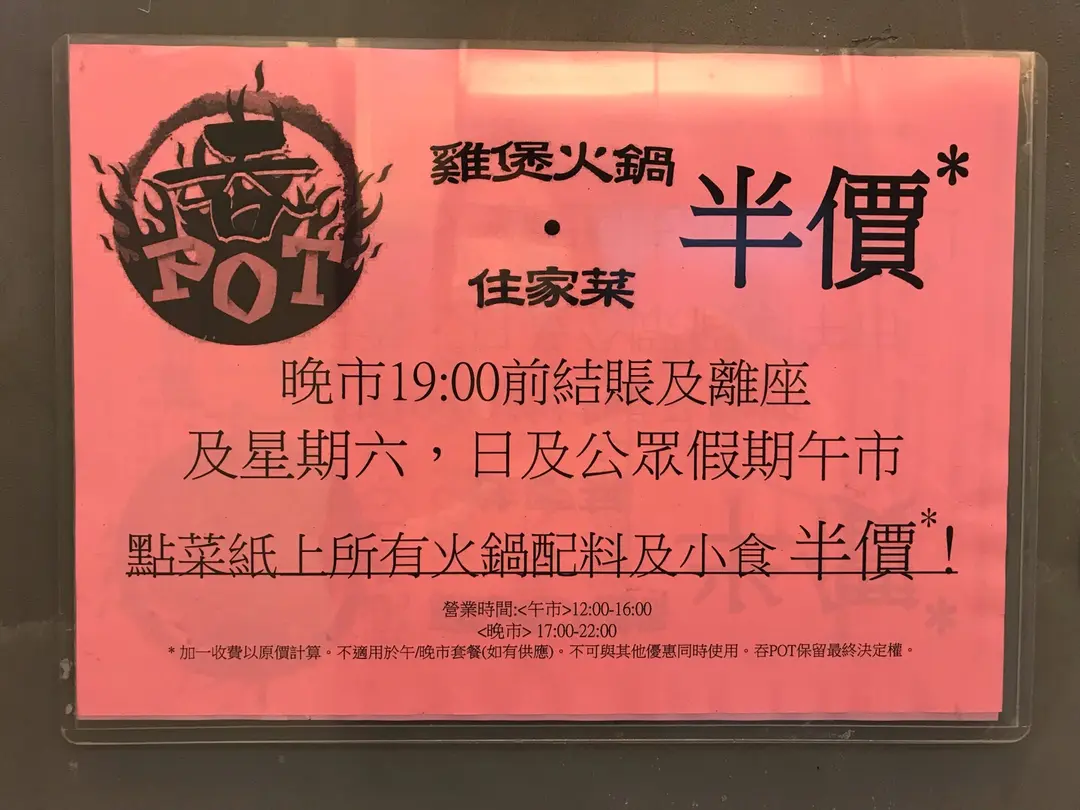 吞
POT
雞煲火鍋
•
住家菜
半價*
晚市19:00前結賬及離座
及星期六，日及公眾假期午市
點菜紙上所有火鍋配料及小食 半價*！
營業時間:<午市>12:00-16:00
<晚市> 17:00-22:00
* 加一收費以原價計算。不適用於午/晚市套餐(如有供應)。不可與其他優惠同時使用。吞POT保留最終決定權。